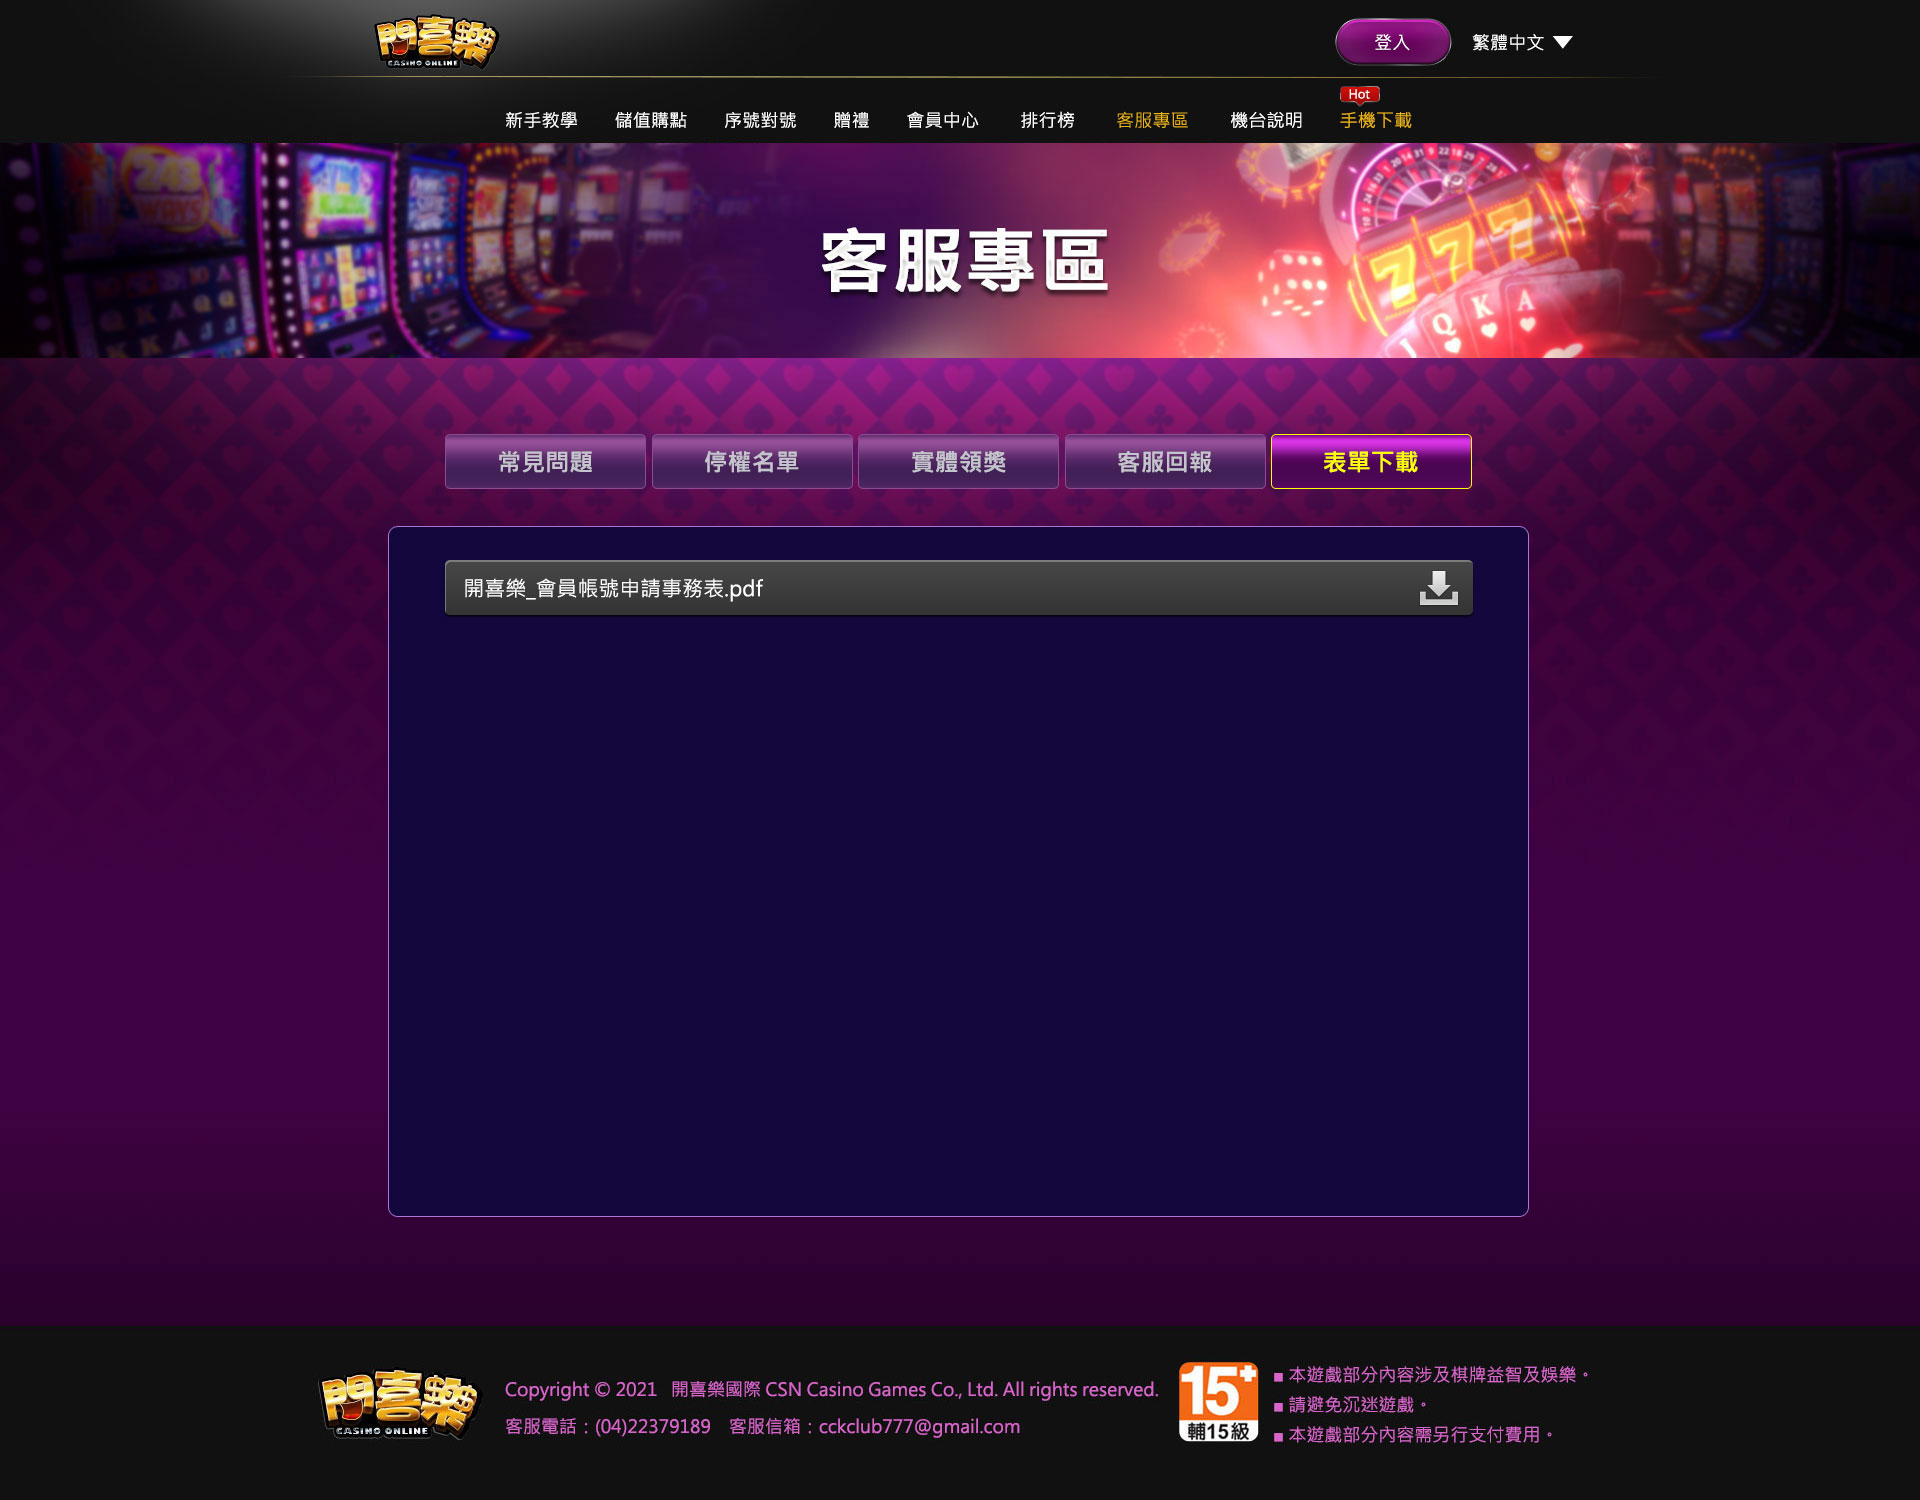 開喜樂
CASINO ONLINE
登入
繁體中文
Hot
新手教學 儲值購點 序號對號 贈禮 會員中心 排行榜 客服專區 機台說明 手機下載
243
WAYS
客服專區
777
J Q K A
常見問題 停權名單 實體領獎 客服回報 表單下載
開喜樂_會員帳號申請事務表.pdf
開喜樂
CASINO ONLINE
Copyright © 2021 開喜樂國際 CSN Casino Games Co., Ltd. All rights reserved.
客服電話：(04)22379189 客服信箱：cckclub777@gmail.com
15+
輔15級
■ 本遊戲部分內容涉及棋牌益智及娛樂。
■ 請避免沉迷遊戲。
■ 本遊戲部分內容需另行支付費用。